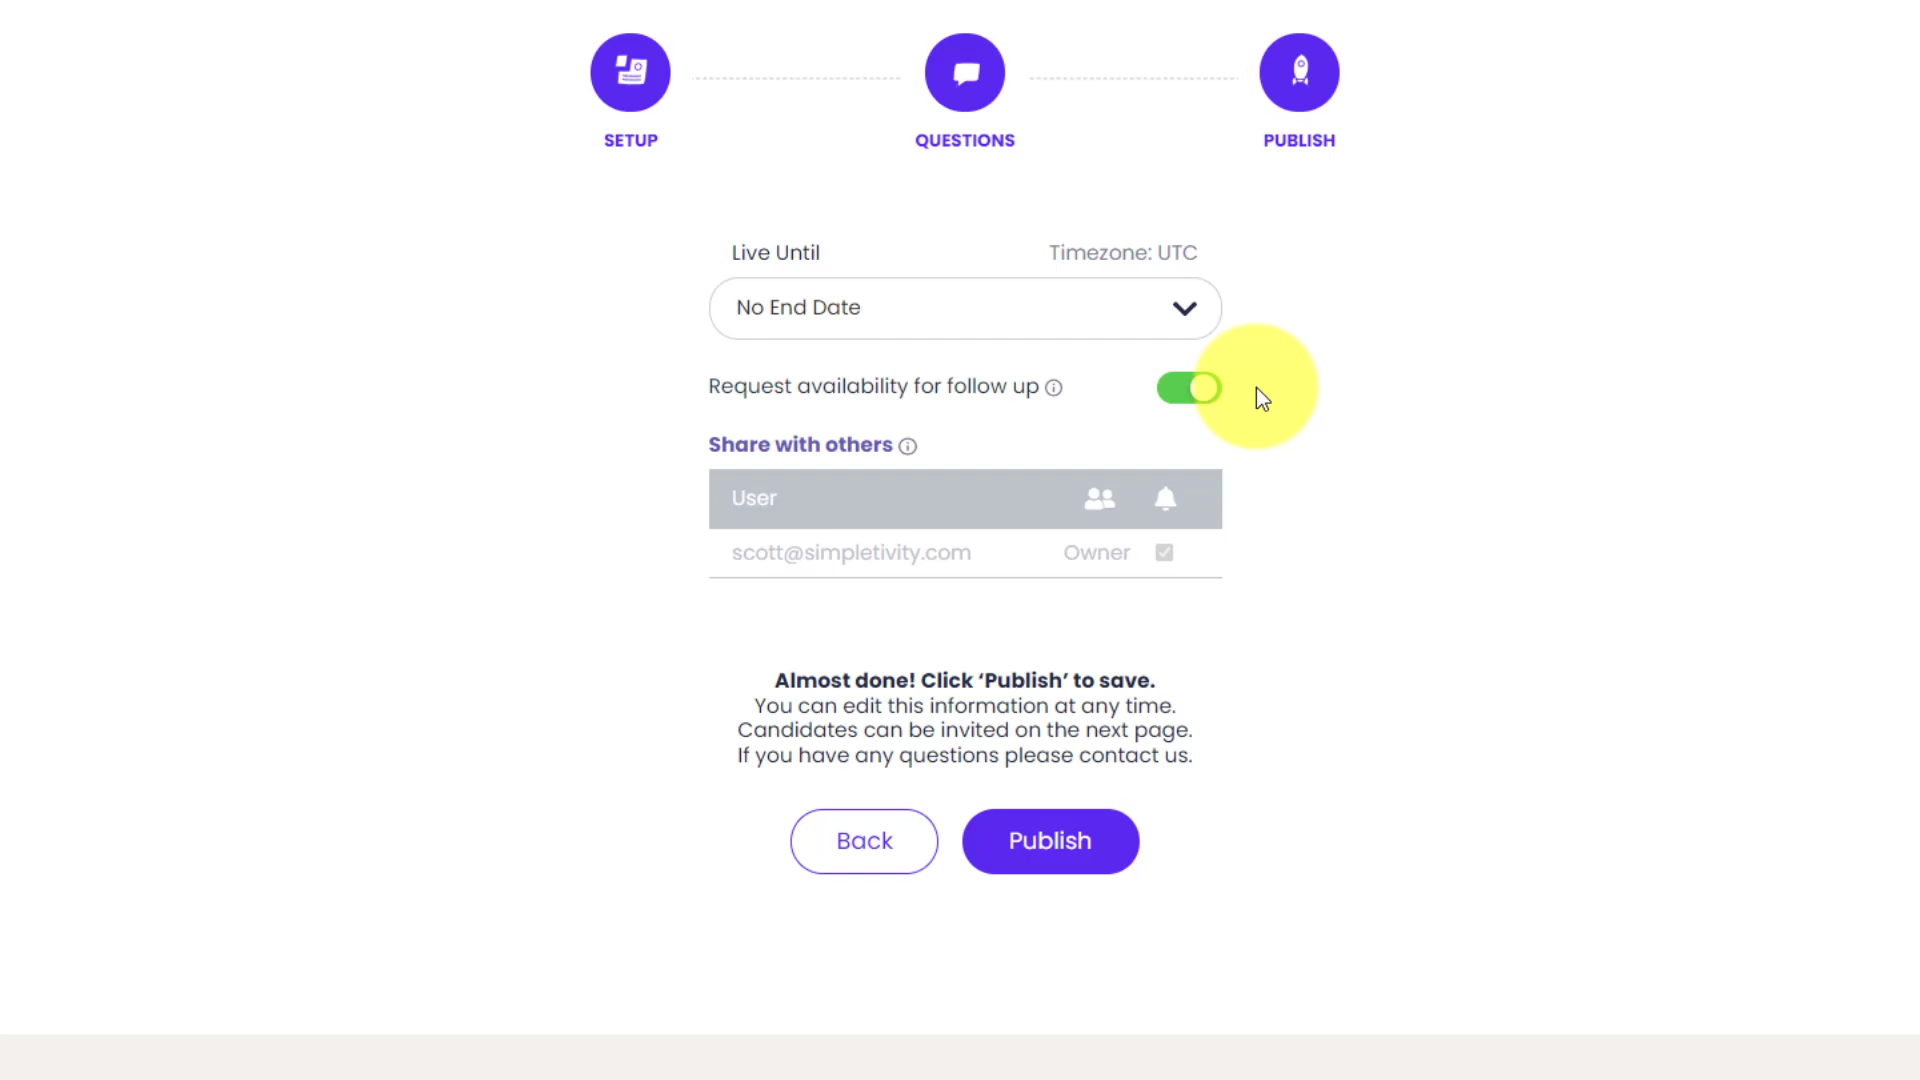 SETUP
QUESTIONS
PUBLISH
Live Until
Timezone: UTC
No End Date
Request availability for follow up
Share with others
User
scott@simpletivity.com
Owner
Almost done! Click ‘Publish’ to save.
You can edit this information at any time.
Candidates can be invited on the next page.
If you have any questions please contact us.
Back
Publish